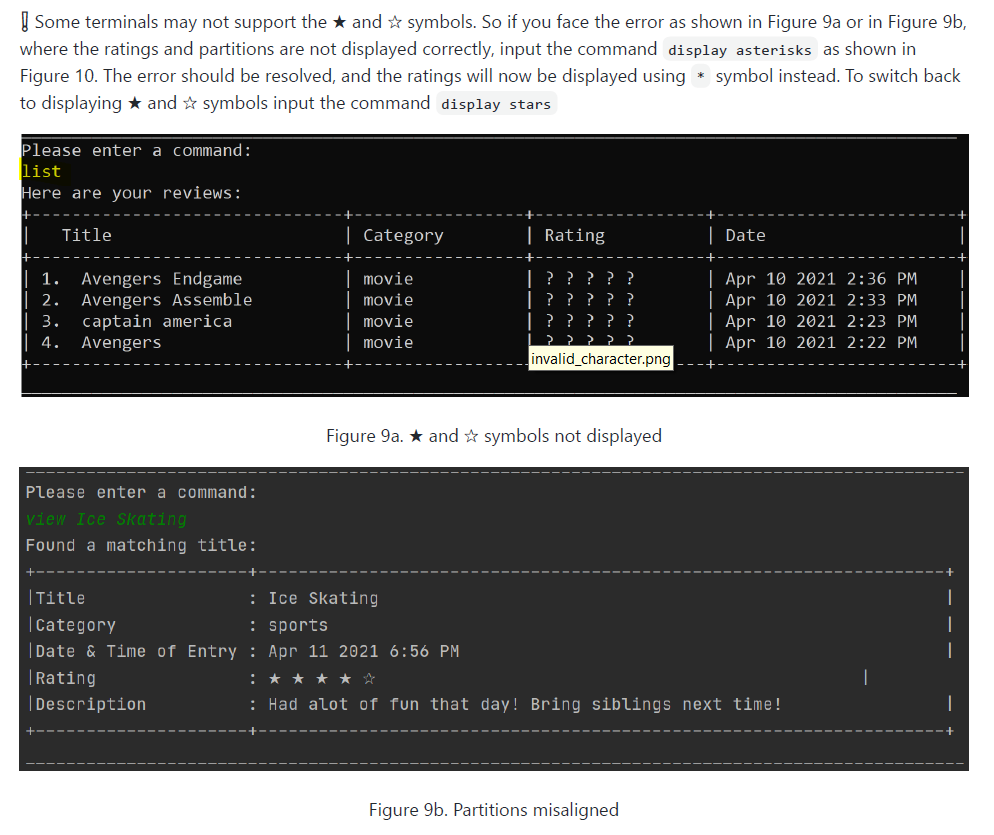 ❗ Some terminals may not support the ★ and ☆ symbols. So if you face the error as shown in Figure 9a or in Figure 9b,
where the ratings and partitions are not displayed correctly, input the command display asterisks as shown in
Figure 10. The error should be resolved, and the ratings will now be displayed using * symbol instead. To switch back
to displaying ★ and ☆ symbols input the command display stars
Please enter a command:
list
Here are your reviews:
| Title | Category | Rating | Date |
| 1. Avengers Endgame | movie | ? ? ? ? ? | Apr 10 2021 2:36 PM |
| 2. Avengers Assemble | movie | ? ? ? ? ? | Apr 10 2021 2:33 PM |
| 3. captain america | movie | ? ? ? ? ? | Apr 10 2021 2:23 PM |
| 4. Avengers | movie | ? ? ? ? ? | Apr 10 2021 2:22 PM |
invalid_character.png
Figure 9a. ★ and ☆ symbols not displayed
Please enter a command:
view Ice Skating
Found a matching title:
|Title : Ice Skating |
|Category : sports |
|Date & Time of Entry : Apr 11 2021 6:56 PM |
|Rating : ★ ★ ★ ★ ☆ |
|Description : Had alot of fun that day! Bring siblings next time! |
Figure 9b. Partitions misaligned